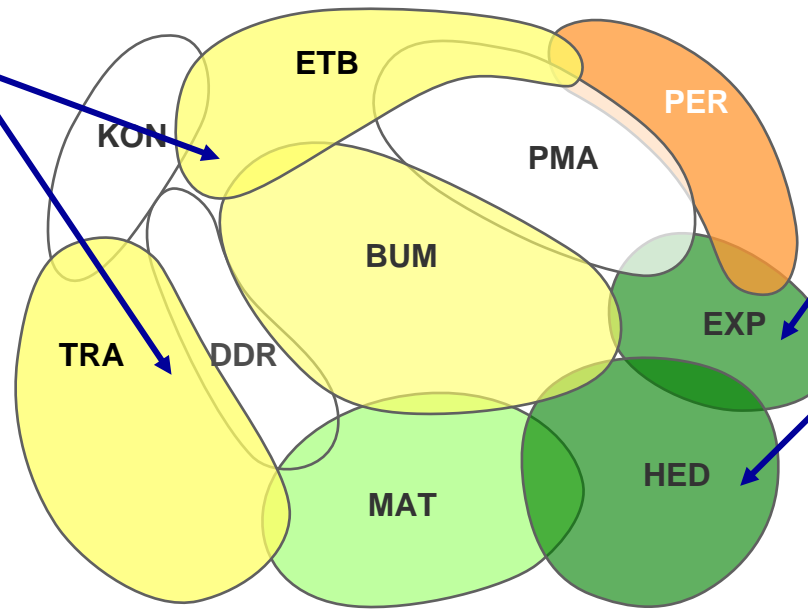 ETB
PER
KON
PMA
BUM
EXP
TRA
DDR
HED
MAT